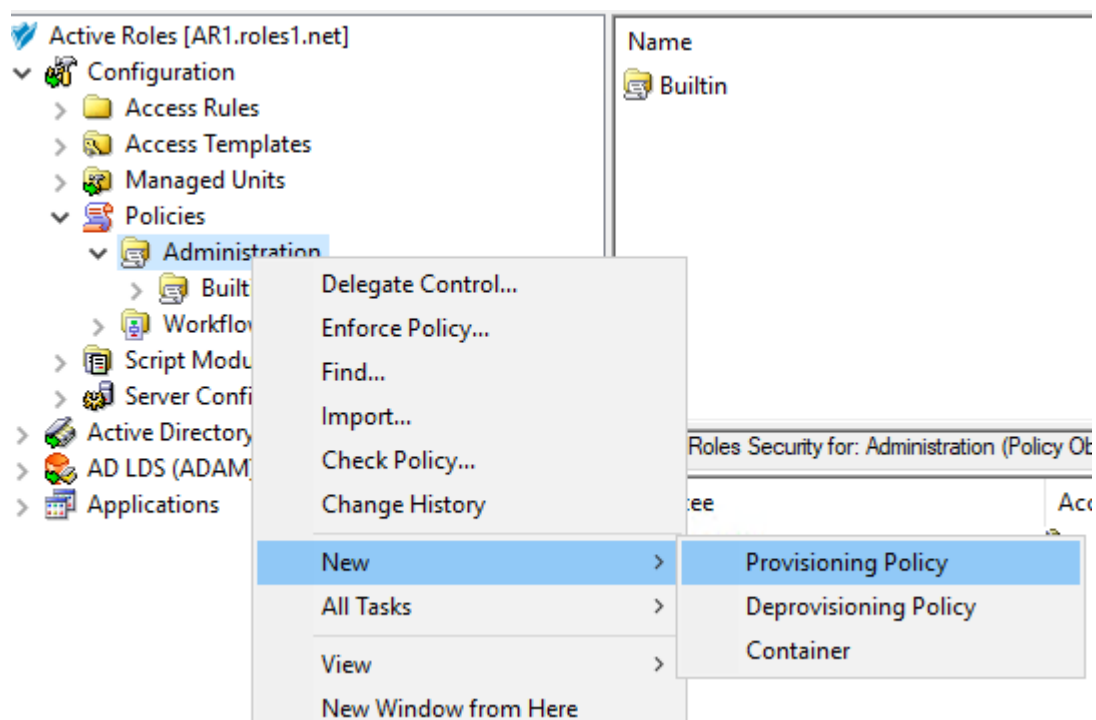 Active Roles [AR1.roles1.net]
Configuration
Access Rules
Access Templates
Managed Units
Policies
Administration
Built
Workflo
Script Modu
Server Confi
Active Directory
AD LDS (ADAM)
Applications
Name
Builtin
Delegate Control...
Enforce Policy...
Find...
Import...
Check Policy...
Change History
New
All Tasks
View
New Window from Here
Provisioning Policy
Deprovisioning Policy
Container
Roles Security for: Administration (Policy Ob
ee
Acc